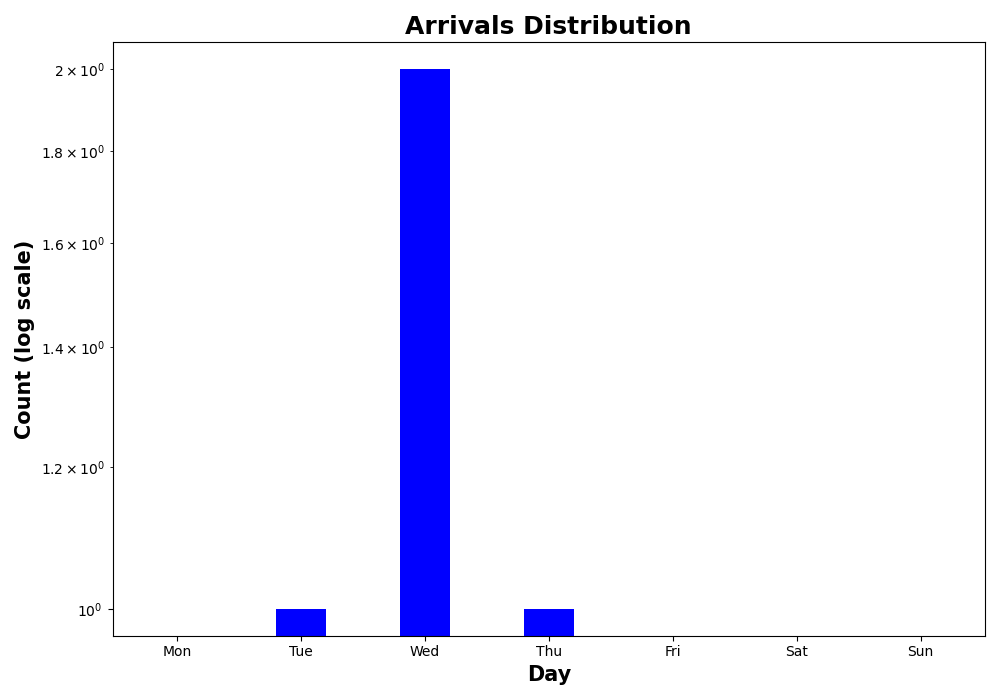 Arrivals Distribution
2 × 10⁰
1.8 × 10⁰
1.6 × 10⁰
1.4 × 10⁰
1.2 × 10⁰
10⁰
Count (log scale)
Mon Tue Wed Thu Fri Sat Sun
Day